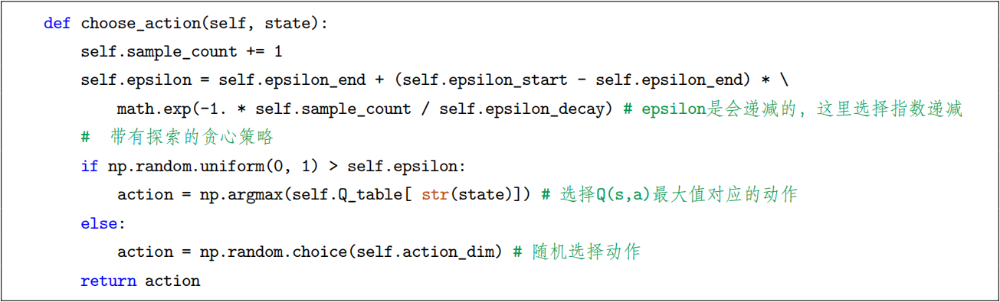 def choose_action(self, state):
    self.sample_count += 1
    self.epsilon = self.epsilon_end + (self.epsilon_start - self.epsilon_end) * \
        math.exp(-1. * self.sample_count / self.epsilon_decay) # epsilon是会递减的，这里选择指数递减
    # 带有探索的贪心策略
    if np.random.uniform(0, 1) > self.epsilon:
        action = np.argmax(self.Q_table[ str(state)]) # 选择Q(s,a)最大值对应的动作
    else:
        action = np.random.choice(self.action_dim) # 随机选择动作
    return action